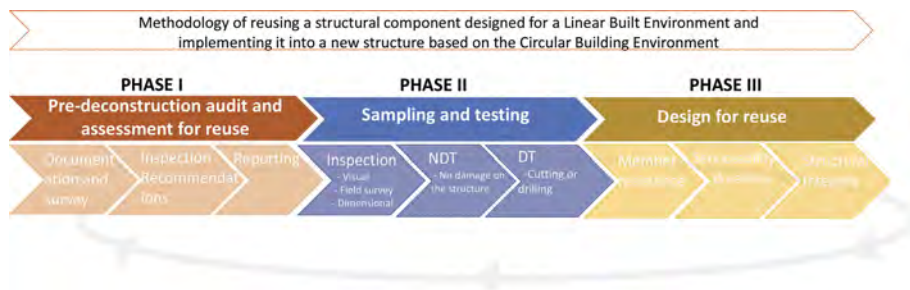 Methodology of reusing a structural component designed for a Linear Built Environment and
implementing it into a new structure based on the Circular Building Environment
PHASE I
PHASE II
PHASE III
Pre-deconstruction audit and
assessment for reuse
Sampling and testing
Design for reuse
Document
ation and
survey
Inspection
Recommendat
ions
Reporting
Inspection
- Visual
- Field survey
- Dimensional
NDT
- No damage on
the structure
DT
-Cutting or
drilling
Member